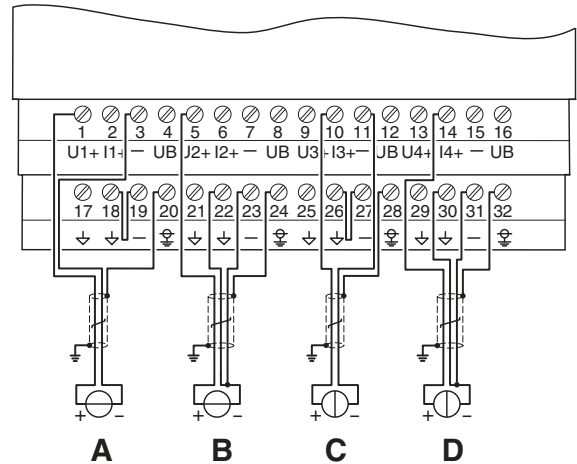 1 2 3 4 5 6 7 8 9 10 11 12 13 14 15 16
U1+ I1+ − UB U2+ I2+ − UB U3+ I3+ − UB U4+ I4+ − UB
17 18 19 20 21 22 23 24 25 26 27 28 29 30 31 32
− − − −
+ − + − + − + −
A B C D